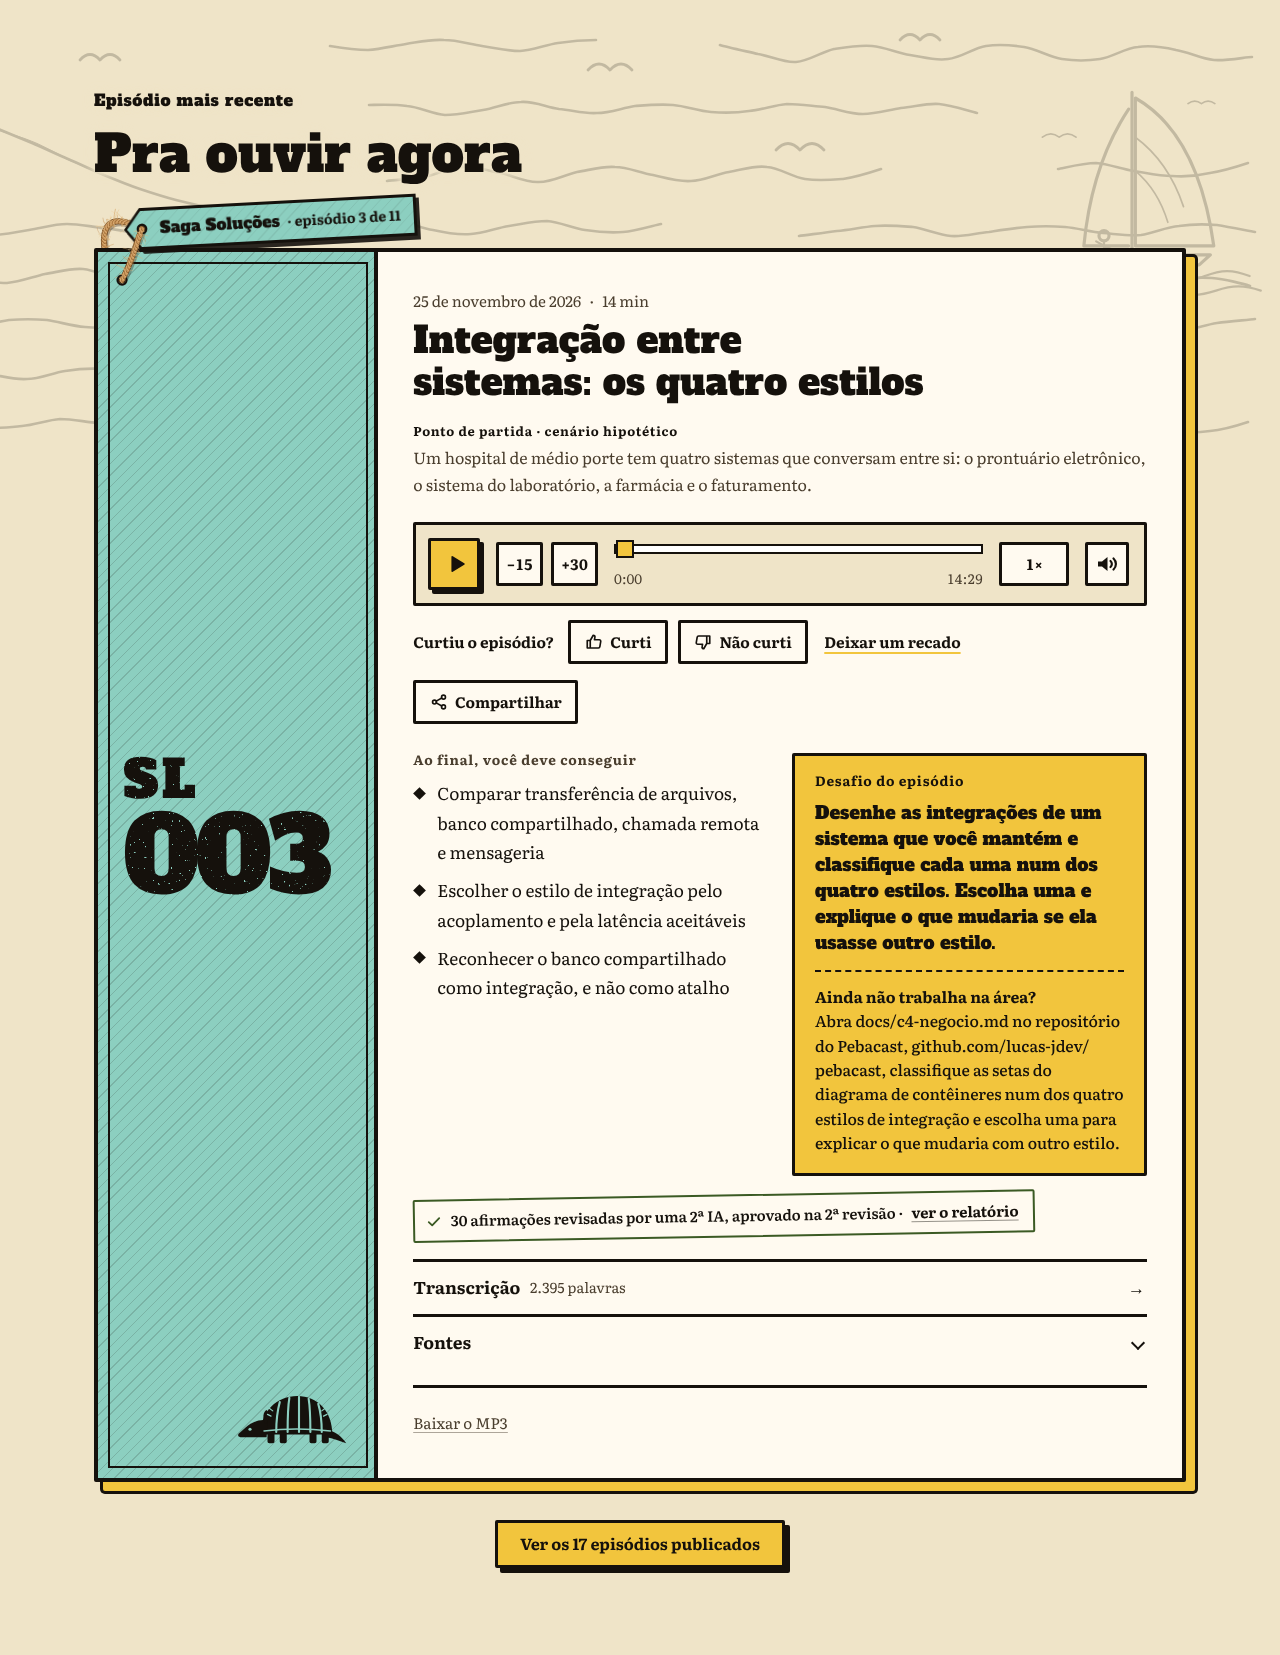 Episódio mais recente
Pra ouvir agora
Saga Soluções · episódio 3 de 11
25 de novembro de 2026 · 14 min
Integração entre
sistemas: os quatro estilos
Ponto de partida · cenário hipotético
Um hospital de médio porte tem quatro sistemas que conversam entre si: o prontuário eletrônico,
o sistema do laboratório, a farmácia e o faturamento.
−15 +30 0:00 14:29 1×
Curtiu o episódio? Curti Não curti Deixar um recado
Compartilhar
SL
003
Ao final, você deve conseguir
◆ Comparar transferência de arquivos,
banco compartilhado, chamada remota
e mensageria
◆ Escolher o estilo de integração pelo
acoplamento e pela latência aceitáveis
◆ Reconhecer o banco compartilhado
como integração, e não como atalho
Desafio do episódio
Desenhe as integrações de um
sistema que você mantém e
classifique cada uma num dos
quatro estilos. Escolha uma e
explique o que mudaria se ela
usasse outro estilo.
Ainda não trabalha na área?
Abra docs/c4-negocio.md no repositório
do Pebacast, github.com/lucas-jdev/
pebacast, classifique as setas do
diagrama de contêineres num dos quatro
estilos de integração e escolha uma para
explicar o que mudaria com outro estilo.
30 afirmações revisadas por uma 2ª IA, aprovado na 2ª revisão · ver o relatório
Transcrição 2.395 palavras →
Fontes
Baixar o MP3
Ver os 17 episódios publicados